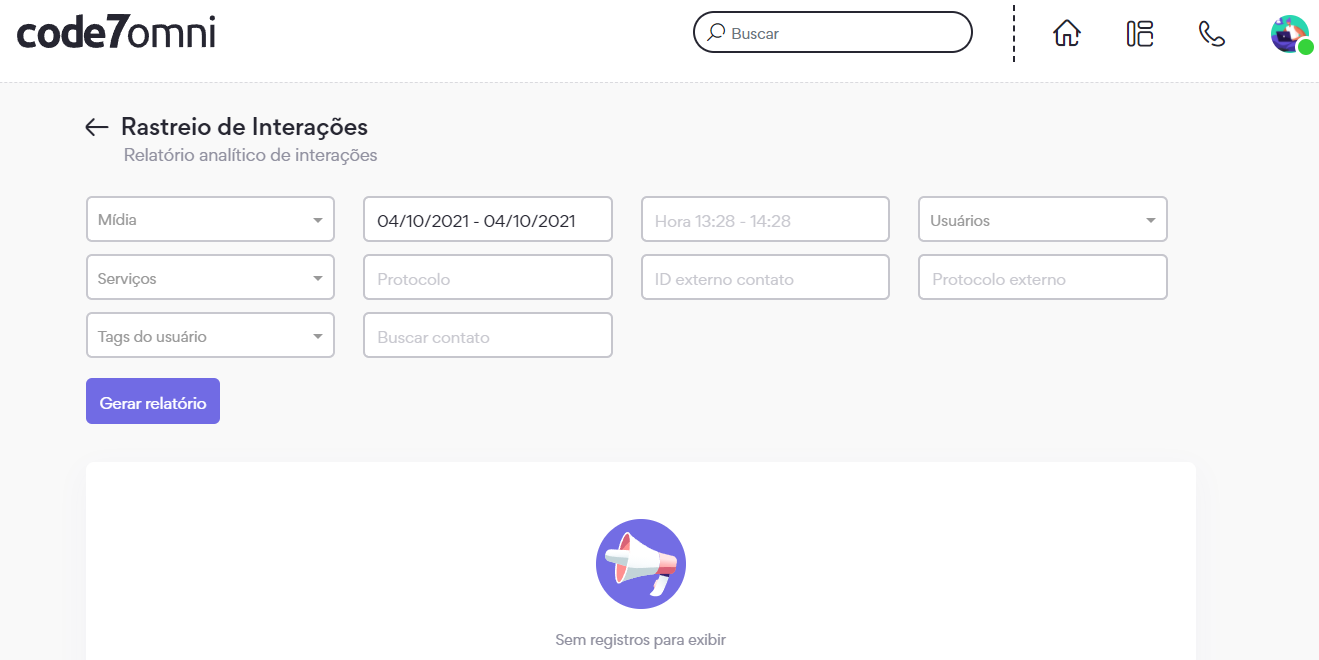 code7omni
Buscar
Rastreio de Interações
Relatório analítico de interações
Mídia
04/10/2021 - 04/10/2021
Hora 13:28 - 14:28
Usuários
Serviços
Protocolo
ID externo contato
Protocolo externo
Tags do usuário
Buscar contato
Gerar relatório
Sem registros para exibir